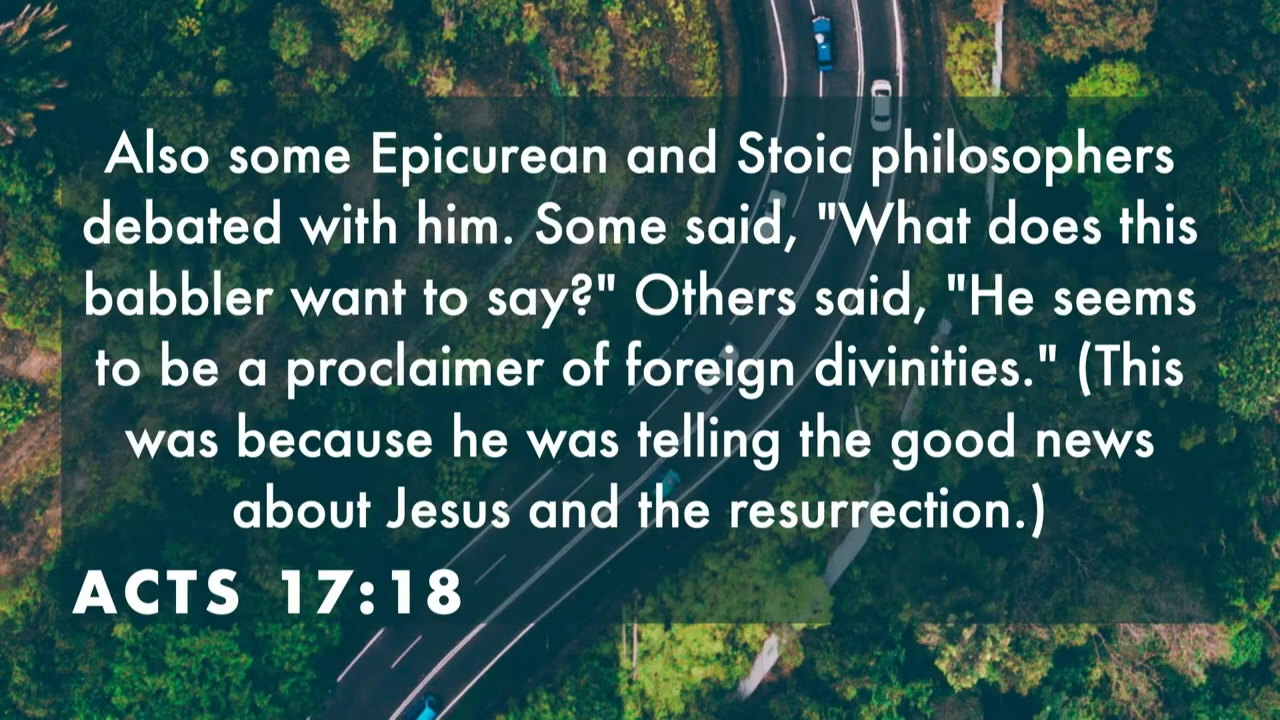 Also some Epicurean and Stoic philosophers
debated with him. Some said, "What does this
babbler want to say?" Others said, "He seems
to be a proclaimer of foreign divinities." (This
was because he was telling the good news
about Jesus and the resurrection.)
ACTS 17:18